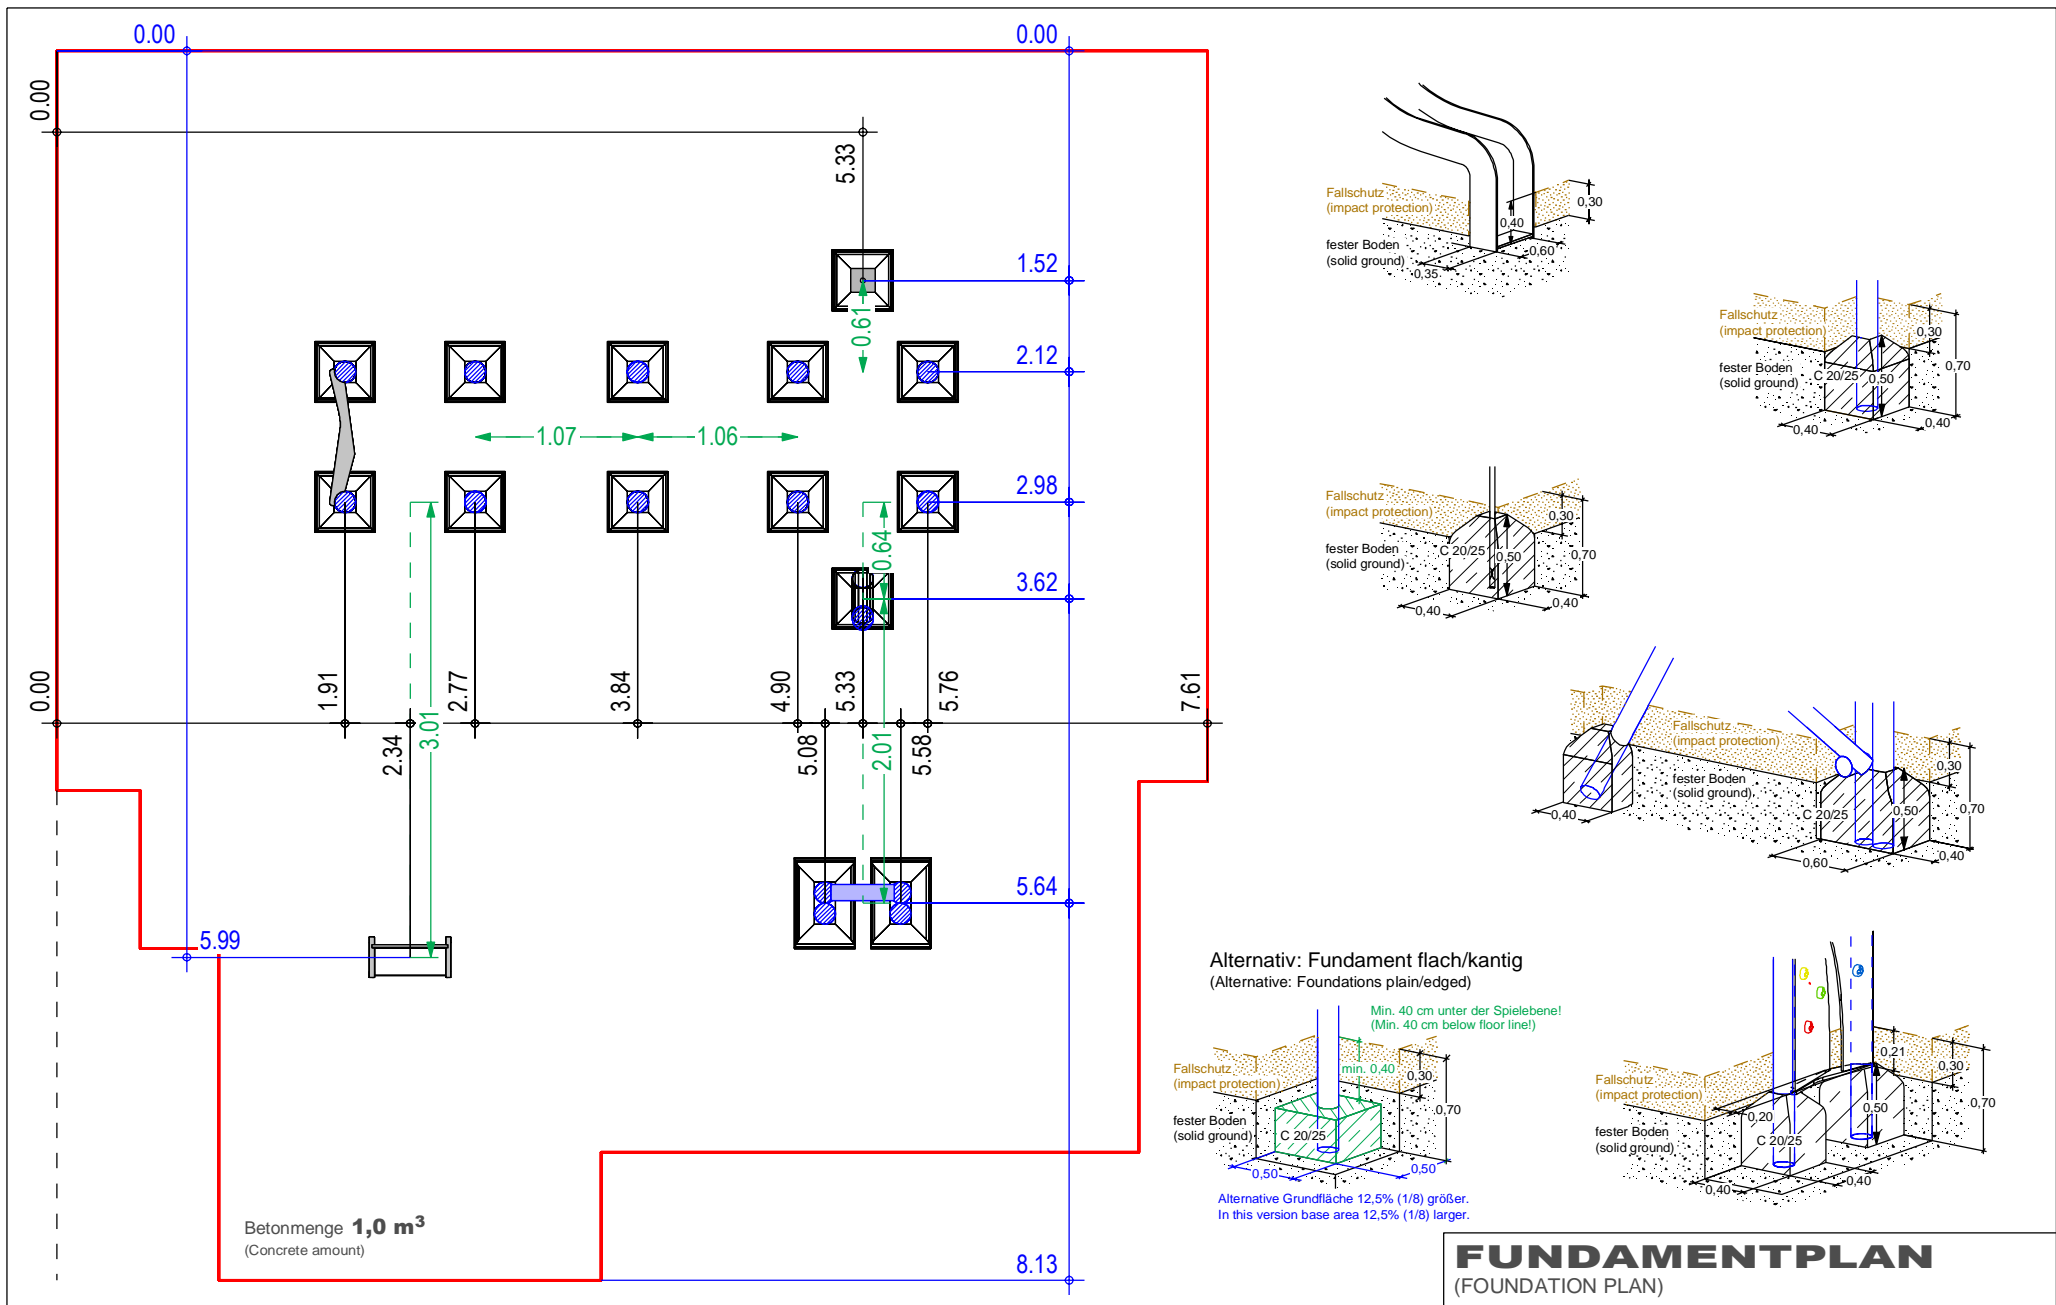 0.00
0.00
0.00
5.33
1.52
0.61
2.12
1.07
1.06
2.98
0.64
3.62
0.00
1.91
2.34
3.01
2.77
3.84
4.90
5.08
5.33
2.01
5.58
5.76
7.61
5.64
5.99
8.13
Betonmenge 1,0 m³
(Concrete amount)
Fallschutz
(impact protection)
fester Boden
(solid ground)
0,30
0,40
0,60
0,35
Fallschutz
(impact protection)
fester Boden
(solid ground)
C 20/25
0,50
0,30
0,70
0,40
0,40
Fallschutz
(impact protection)
fester Boden
(solid ground)
C 20/25
0,50
0,30
0,70
0,40
0,40
Fallschutz
(impact protection)
fester Boden
(solid ground)
C 20/25
0,50
0,30
0,70
0,40
0,60
0,40
Alternativ: Fundament flach/kantig
(Alternative: Foundations plain/edged)
Min. 40 cm unter der Spielebene!
(Min. 40 cm below floor line!)
Fallschutz
(impact protection)
fester Boden
(solid ground)
min. 0,40
C 20/25
0,30
0,70
0,50
0,50
Alternative Grundfläche 12,5% (1/8) größer.
In this version base area 12,5% (1/8) larger.
Fallschutz
(impact protection)
fester Boden
(solid ground)
0,21
0,30
0,70
0,20
0,50
C 20/25
0,40
0,40
FUNDAMENTPLAN
(FOUNDATION PLAN)